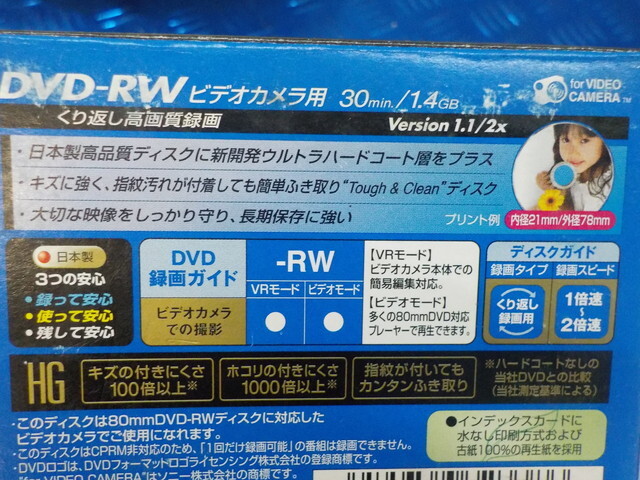 DVD-RW ビデオカメラ用 30min./1.4GB
for VIDEO CAMERA™
くり返し高画質録画 Version 1.1/2x
・日本製高品質ディスクに新開発ウルトラハードコート層をプラス
・キズに強く、指紋汚れが付着しても簡単ふき取り“Tough & Clean”ディスク
・大切な映像をしっかり守り、長期保存に強い
プリント例 内径21mm/外径78mm
日本製
3つの安心
・録って安心
・使って安心
・残して安心
DVD
録画ガイド
-RW
VRモード ビデオモード
ビデオカメラ
での撮影
【VRモード】
ビデオカメラ本体での
簡易編集対応。
【ビデオモード】
多くの80mmDVD対応
プレーヤーで再生できます。
ディスクガイド
録画タイプ 録画スピード
くり返し
録画用
1倍速
~
2倍速
HG
キズの付きにくさ
100倍以上※
ホコリの付きにくさ
1000倍以上※
指紋が付いても
カンタンふき取り
※ハードコートなしの
当社DVDとの比較
(当社測定基準による)
・このディスクは80mmDVD-RWディスクに対応した
ビデオカメラでご使用になれます。
・このディスクはCPRM非対応のため、「1回だけ録画可能」の番組は録画できません。
・DVDロゴは、DVDフォーマットロゴライセンシング株式会社の登録商標です。
・"for VIDEO CAMERA"はソニー株式会社の商標です。
●インデックスカードに
水なし印刷方式および
古紙100%の再生紙を採用